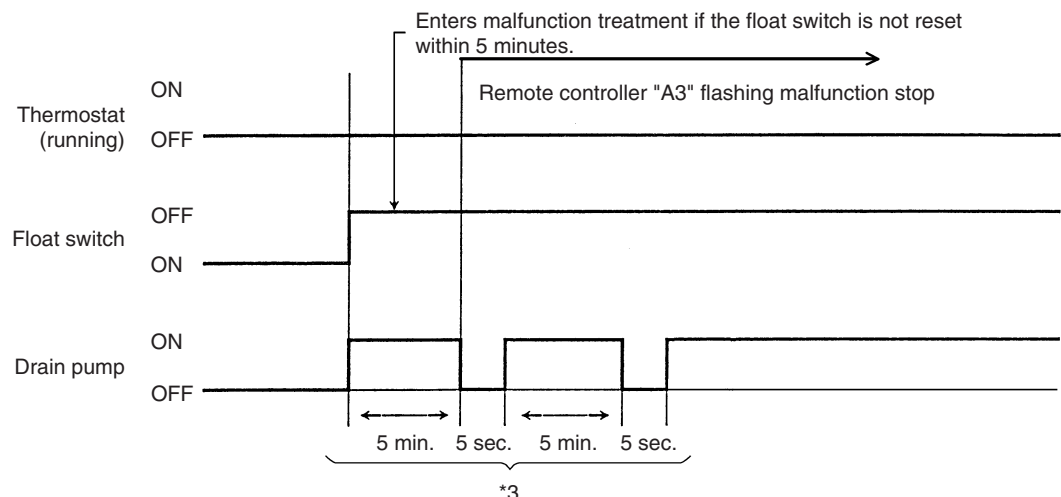 Enters malfunction treatment if the float switch is not reset
within 5 minutes.
ON
Remote controller "A3" flashing malfunction stop
Thermostat
(running)
OFF
OFF
Float switch
ON
ON
Drain pump
OFF
5 min.
5 sec.
5 min.
5 sec.
*3